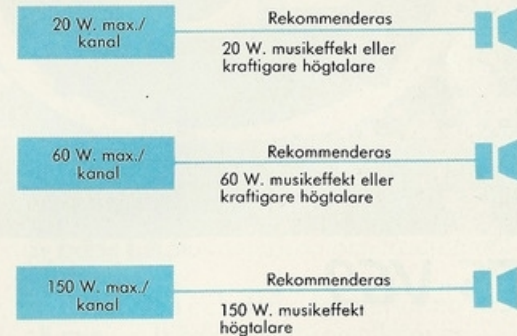 20 W. max./
kanal
Rekommenderas
20 W. musikeffekt eller
kraftigare högtalare
60 W. max./
kanal
Rekommenderas
60 W. musikeffekt eller
kraftigare högtalare
150 W. max./
kanal
Rekommenderas
150 W. musikeffekt
högtalare